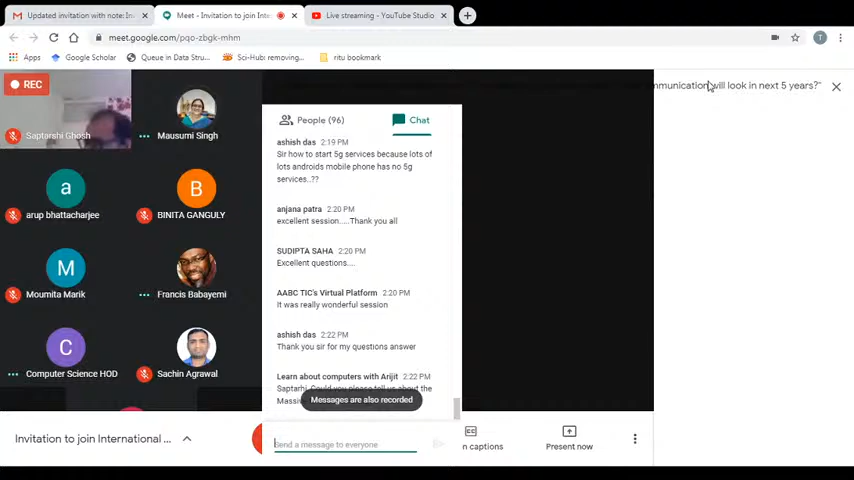 Updated invitation with note: In
Meet - Invitation to join Inte
Live streaming - YouTube Studio
meet.google.com/pqo-zbgk-mhm
T
Apps
Google Scholar
Queue in Data Stru...
Sci-Hub: removing...
ritu bookmark
REC
mmunication will look in next 5 years?"
People (96)
Chat
Saptarshi Ghosh
Mausumi Singh
a
arup bhattacharjee
B
BINITA GANGULY
M
Moumita Marik
Francis Babayemi
C
Computer Science HOD
Sachin Agrawal
ashish das 2:19 PM
Sir how to start 5g services because lots of
lots androids mobile phone has no 5g
services..??
anjana patra 2:20 PM
excellent session.....Thank you all
SUDIPTA SAHA 2:20 PM
Excellent questions....
AABC TIC's Virtual Platform 2:20 PM
It was really wonderful session
ashish das 2:22 PM
Thank you sir for my questions answer
Learn about computers with Arijit 2:22 PM
Saptarhi, Could you please tell us about the
Massiv
Messages are also recorded
Send a message to everyone
Invitation to join International ...
n captions
Present now